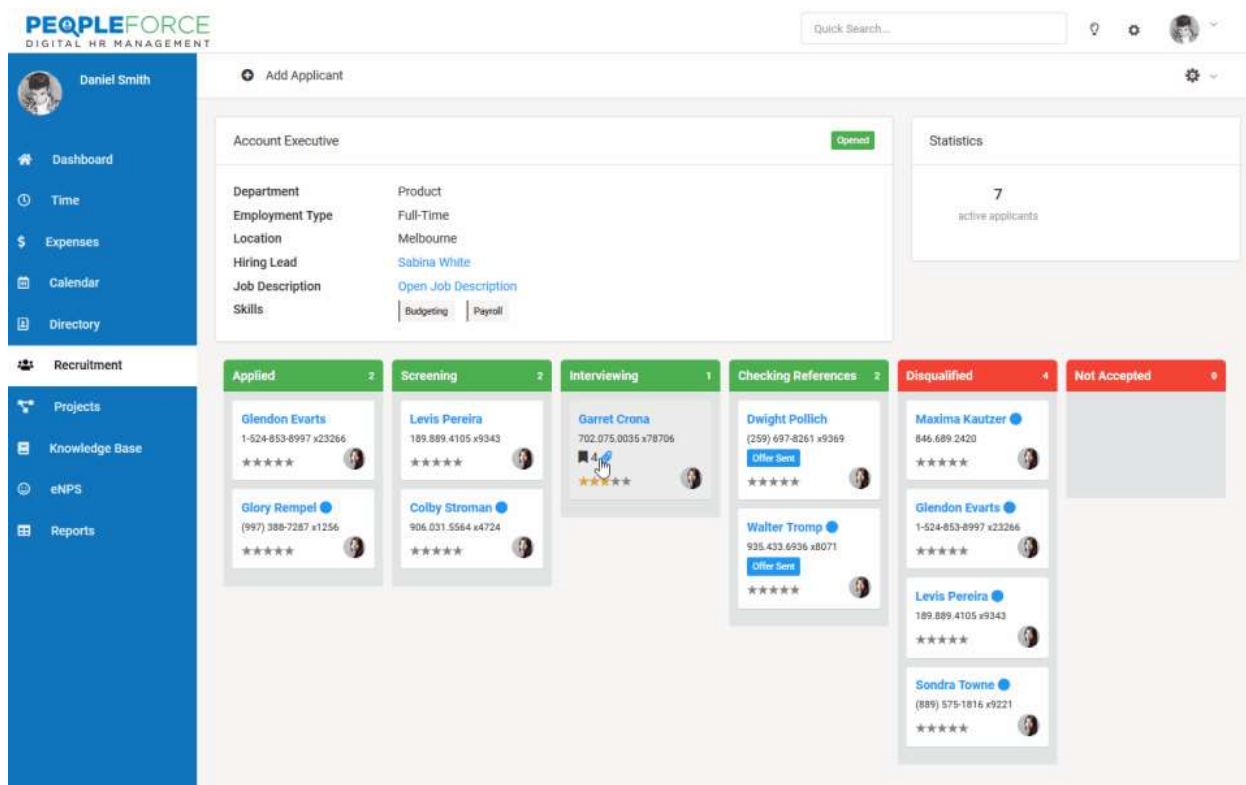 PEOPLEFORCE
DIGITAL HR MANAGEMENT
Quick Search...
Daniel Smith
Add Applicant
Dashboard
Time
$ Expenses
Calendar
Directory
Recruitment
Projects
Knowledge Base
eNPS
Reports
Account Executive
Opened
Department Product
Employment Type Full-Time
Location Melbourne
Hiring Lead Sabina White
Job Description Open Job Description
Skills Budgeting Payroll
Statistics
7
active applicants
Applied 2
Glendon Evarts
1-524-853-8997 x23266
Glory Rempel
(997) 388-7287 x1256
Screening 2
Levis Pereira
189.889.4105 x9343
Colby Stroman
906.031.5564 x4724
Interviewing 1
Garret Crona
702.075.0035 x78706
4
Checking References 2
Dwight Pollich
(259) 697-8261 x9369
Offer Sent
Walter Tromp
935.433.6936 x8071
Offer Sent
Disqualified 4
Maxima Kautzer
846.689.2420
Glendon Evarts
1-524-853-8997 x23266
Levis Pereira
189.889.4105 x9343
Sondra Towne
(889) 575-1816 x9221
Not Accepted 0